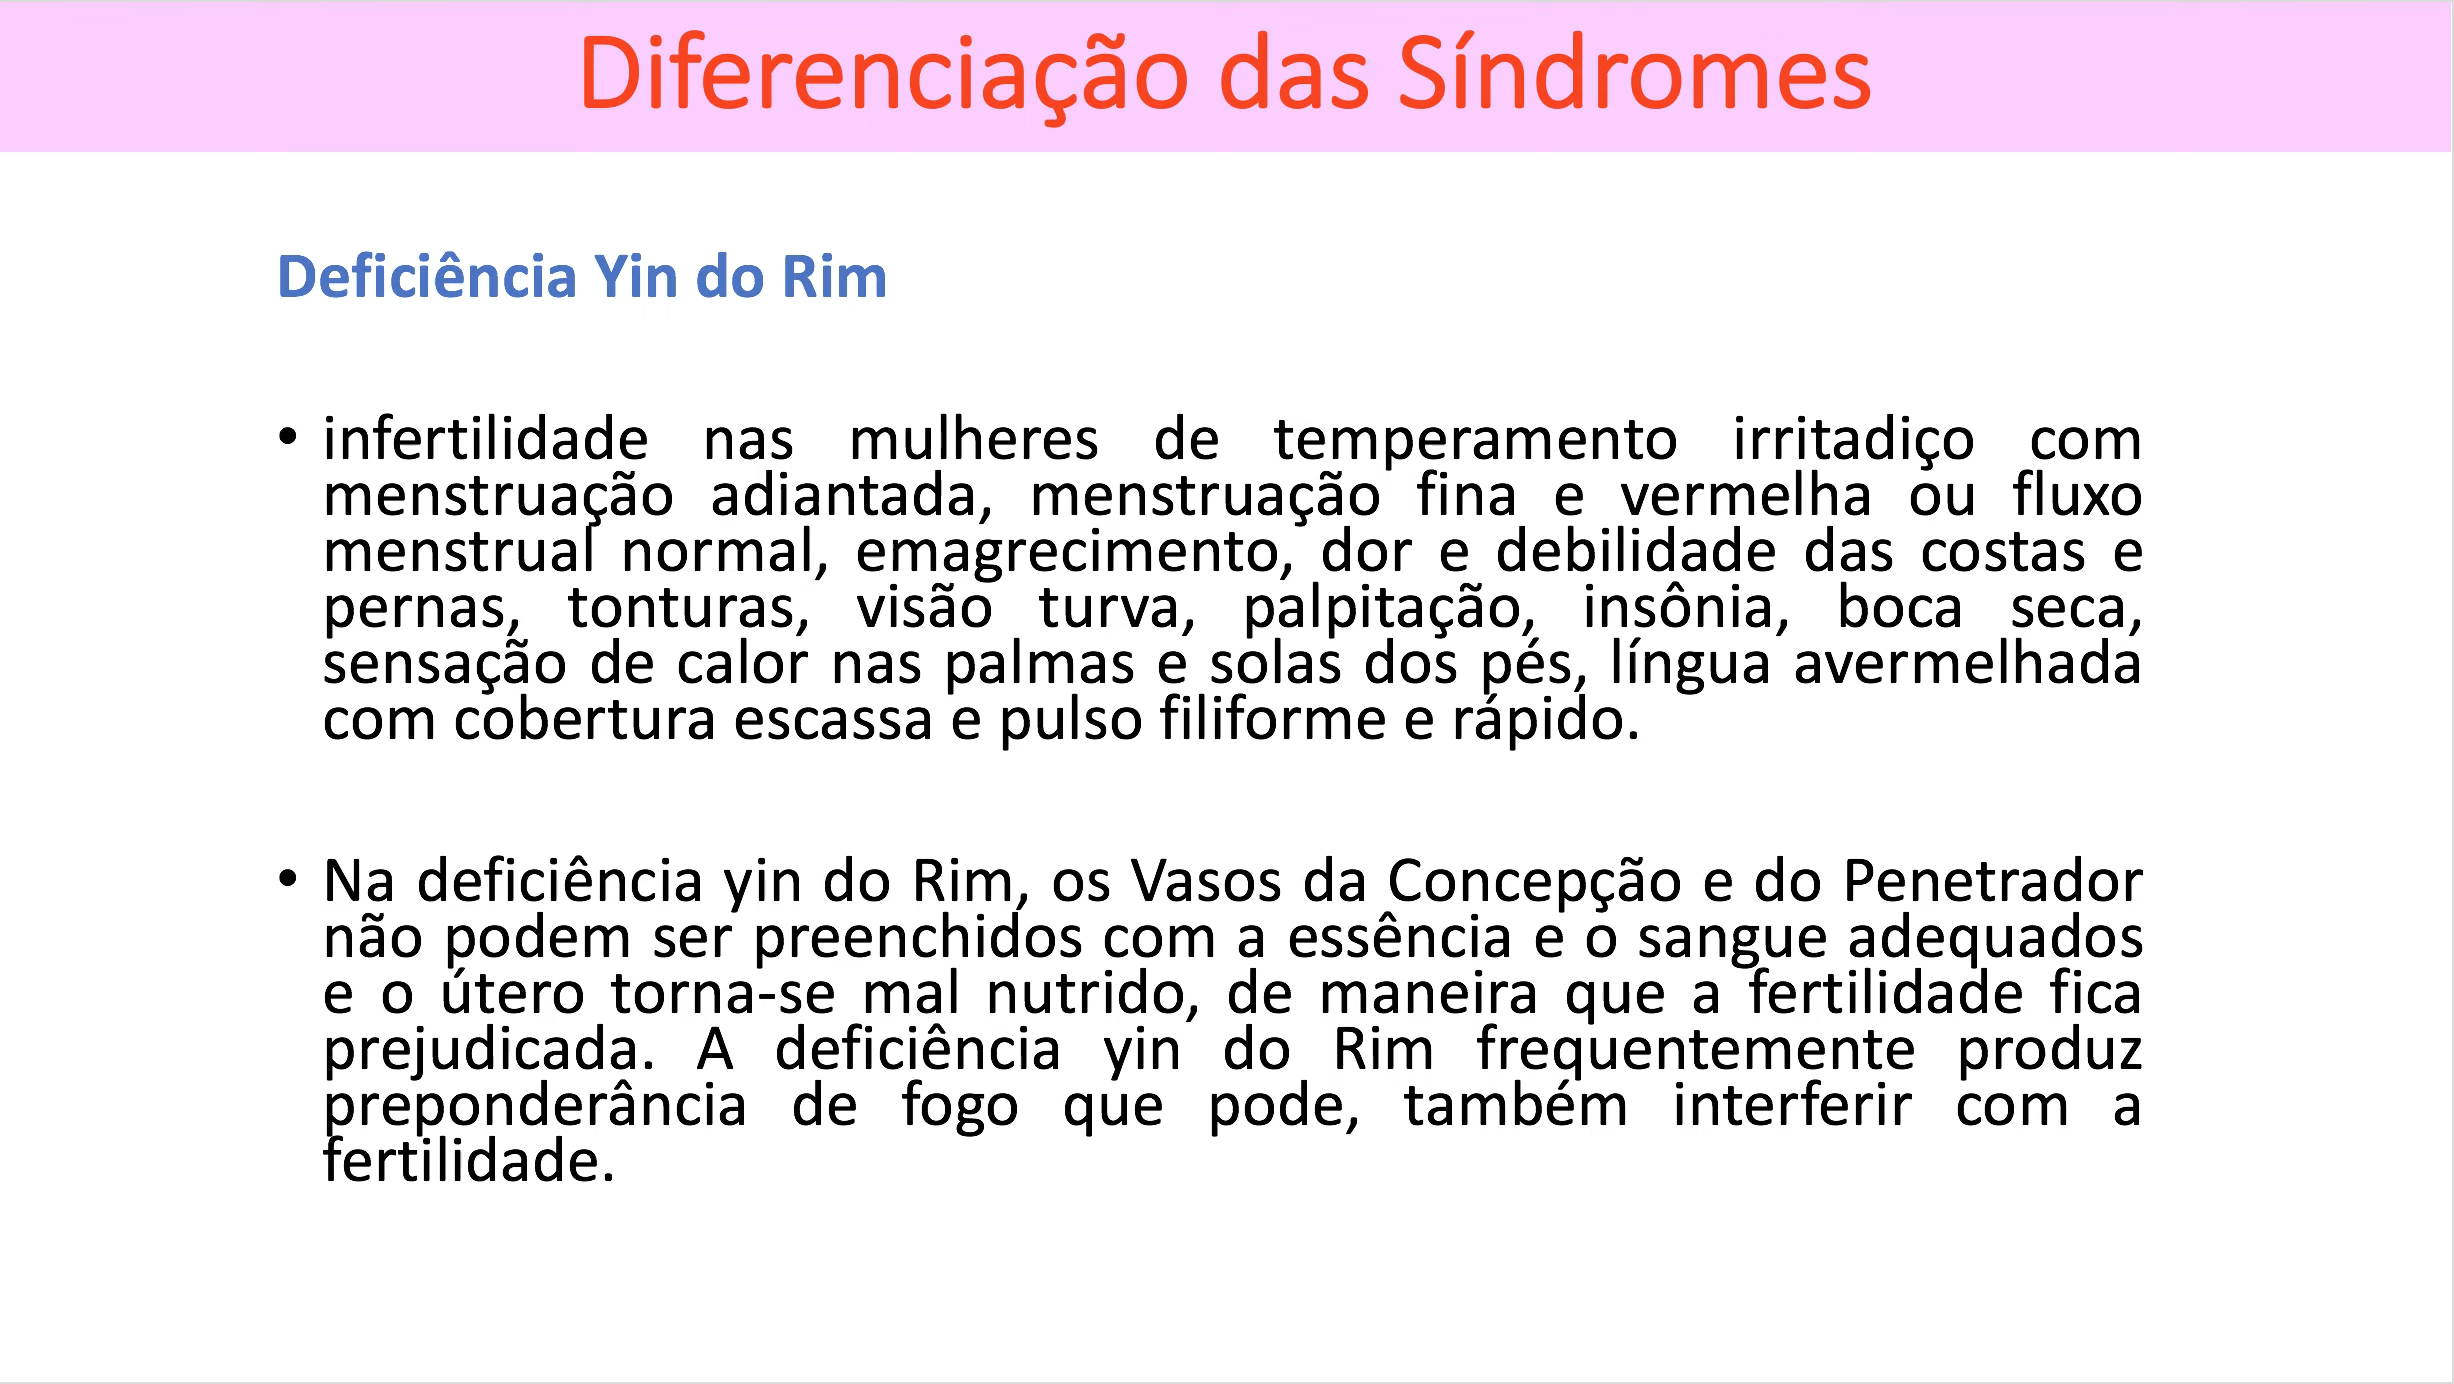 Diferenciação das Síndromes
Deficiência Yin do Rim
• infertilidade nas mulheres de temperamento irritadiço com
menstruação adiantada, menstruação fina e vermelha ou fluxo
menstrual normal, emagrecimento, dor e debilidade das costas e
pernas, tonturas, visão turva, palpitação, insônia, boca seca,
sensação de calor nas palmas e solas dos pés, língua avermelhada
com cobertura escassa e pulso filiforme e rápido.
• Na deficiência yin do Rim, os Vasos da Concepção e do Penetrador
não podem ser preenchidos com a essência e o sangue adequados
e o útero torna-se mal nutrido, de maneira que a fertilidade fica
prejudicada. A deficiência yin do Rim frequentemente produz
preponderância de fogo que pode, também interferir com a
fertilidade.